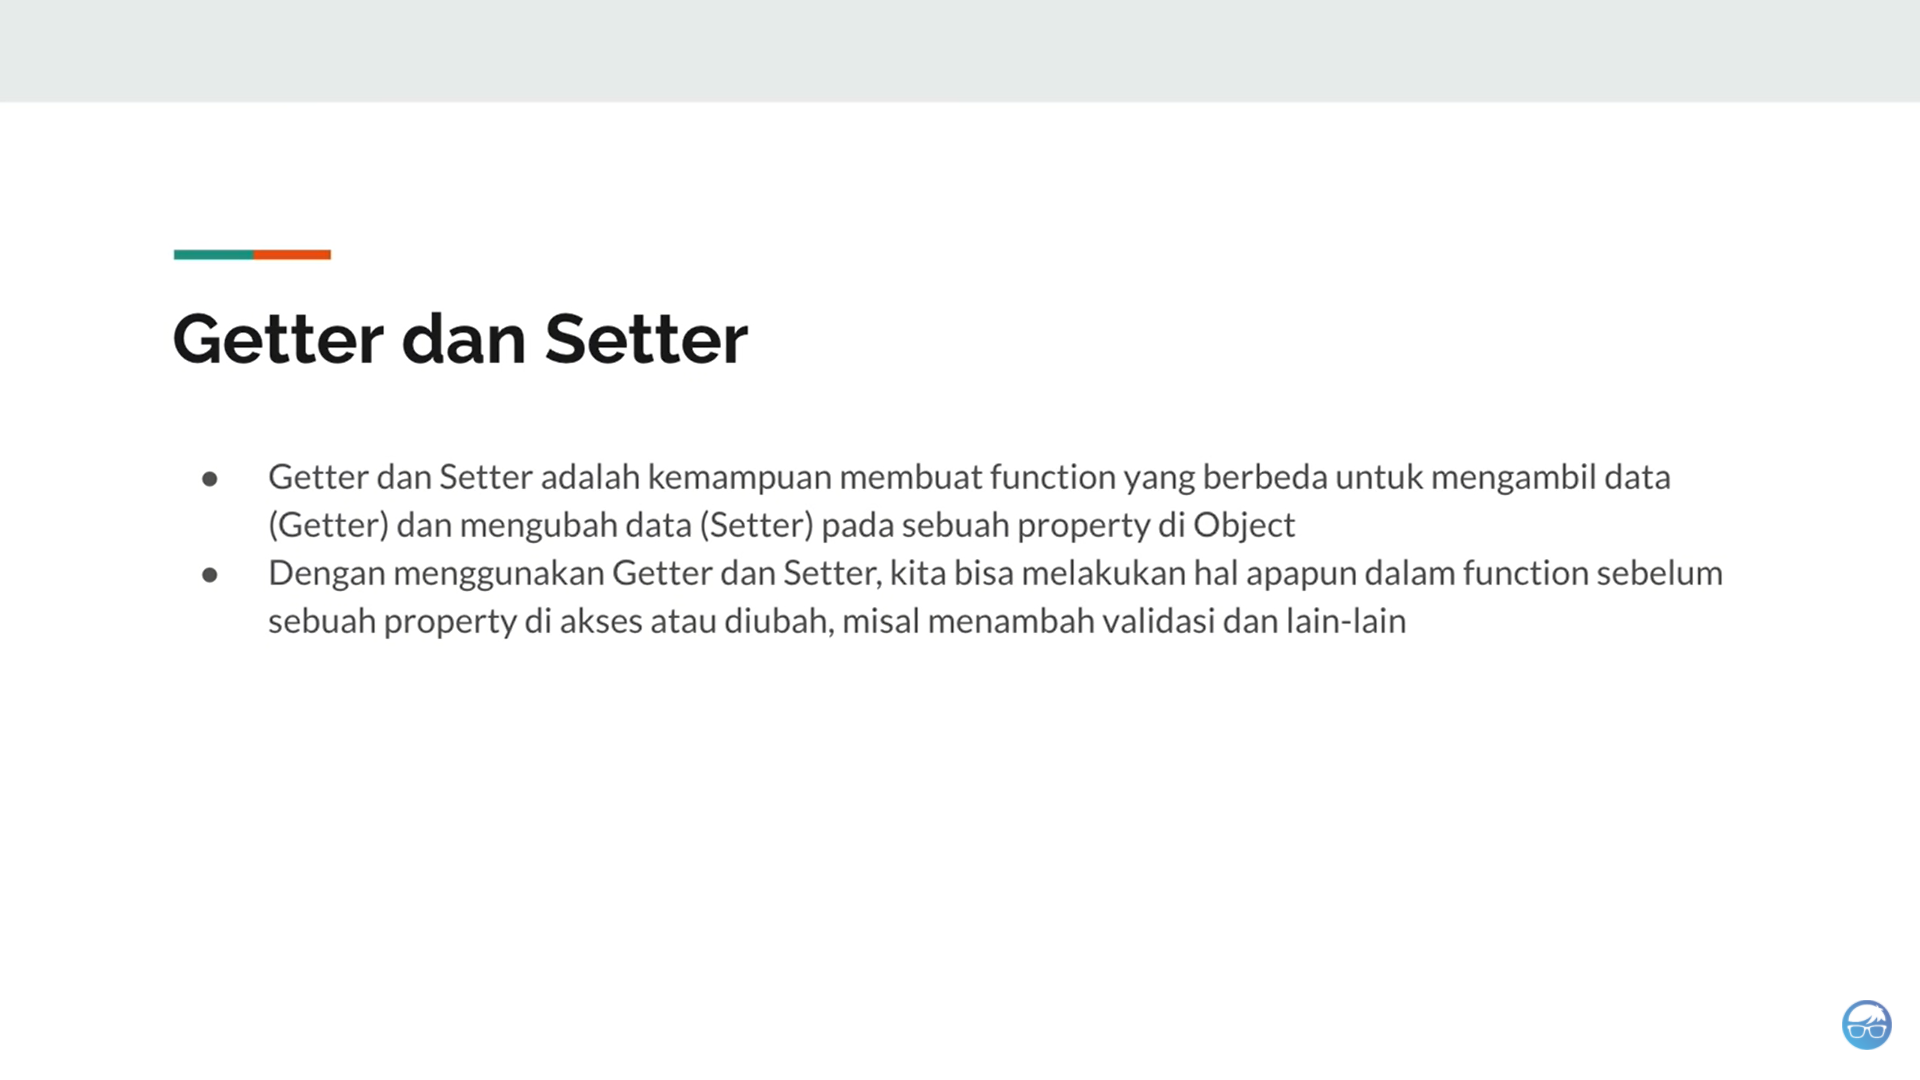 Getter dan Setter
● Getter dan Setter adalah kemampuan membuat function yang berbeda untuk mengambil data
(Getter) dan mengubah data (Setter) pada sebuah property di Object
● Dengan menggunakan Getter dan Setter, kita bisa melakukan hal apapun dalam function sebelum
sebuah property di akses atau diubah, misal menambah validasi dan lain-lain